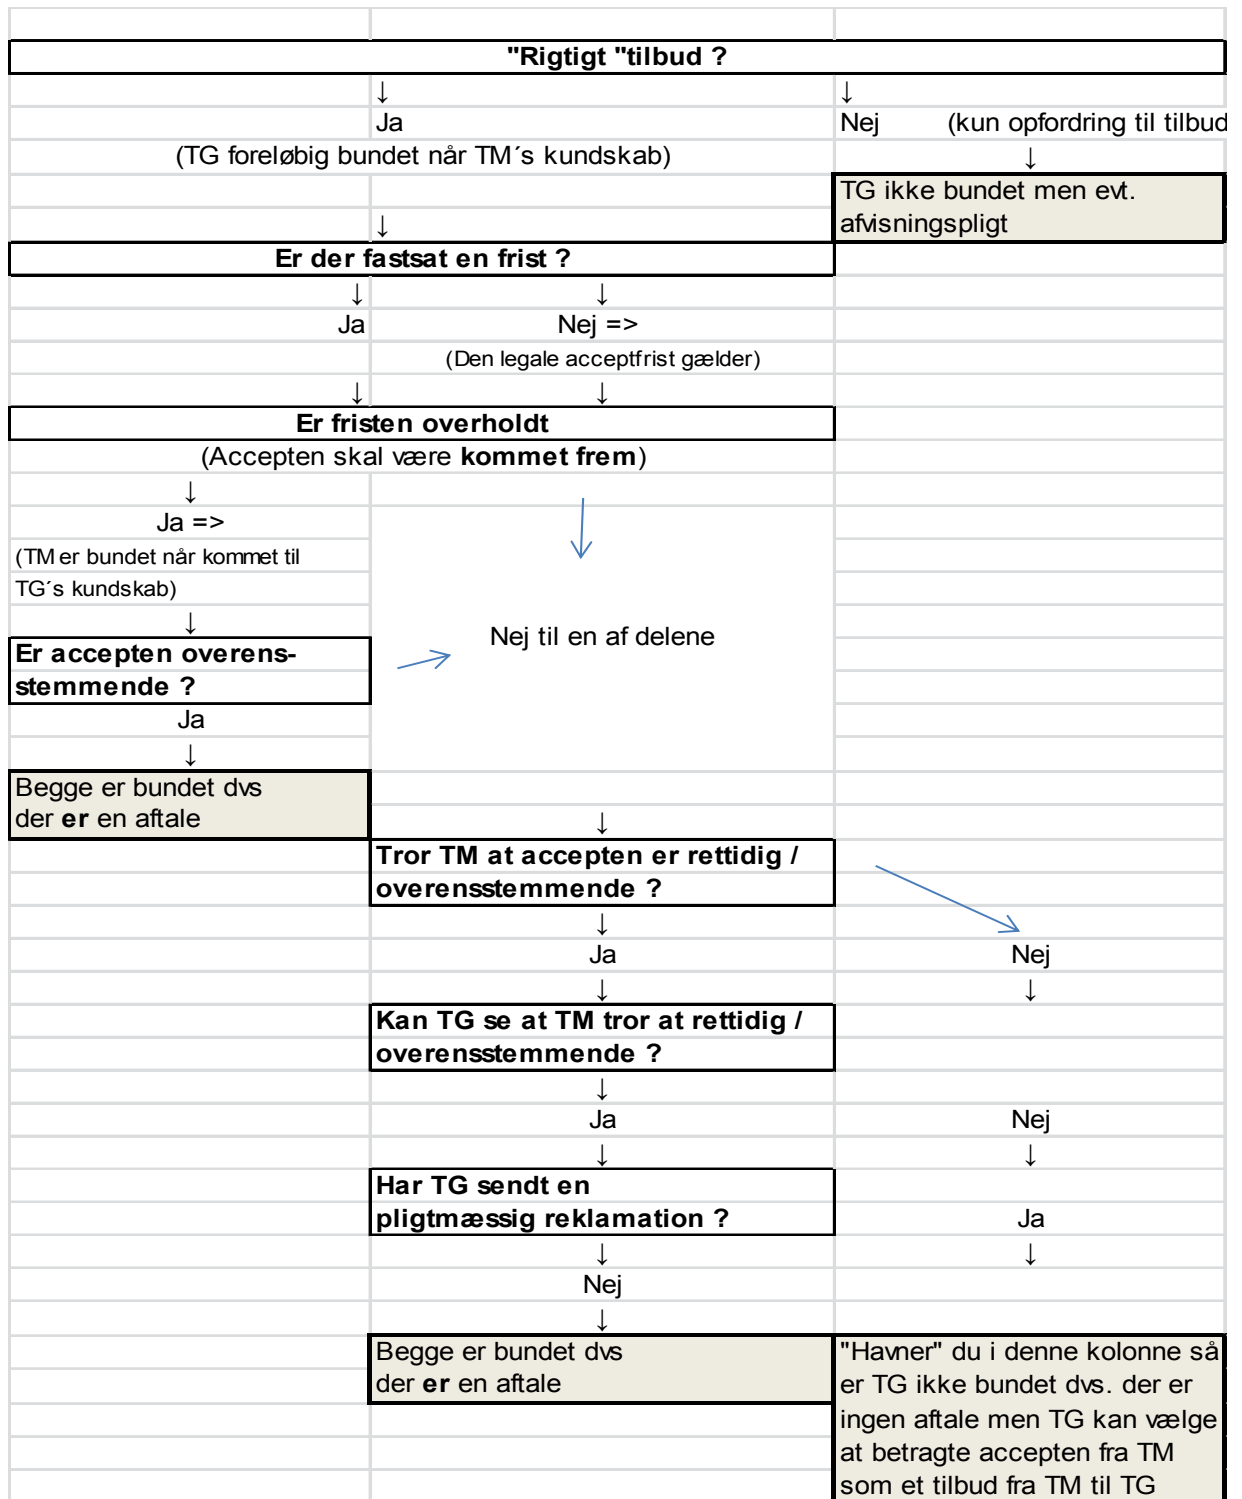 "Rigtigt "tilbud ?
↓ ↓
Ja Nej (kun opfordring til tilbud
(TG foreløbig bundet når TM´s kundskab) ↓
TG ikke bundet men evt.
↓ afvisningspligt
Er der fastsat en frist ?
↓ ↓
Ja Nej =>
(Den legale acceptfrist gælder)
↓ ↓
Er fristen overholdt
(Accepten skal være kommet frem)
↓
Ja =>
(TM er bundet når kommet til
TG´s kundskab)
↓
Nej til en af delene
Er accepten overens-
stemmende ?
Ja
↓
Begge er bundet dvs
der er en aftale
↓
Tror TM at accepten er rettidig /
overensstemmende ?
↓
Ja Nej
↓ ↓
Kan TG se at TM tror at rettidig /
overensstemmende ?
↓
Ja Nej
↓ ↓
Har TG sendt en
pligtmæssig reklamation ? Ja
↓ ↓
Nej
↓
Begge er bundet dvs
der er en aftale
"Havner" du i denne kolonne så
er TG ikke bundet dvs. der er
ingen aftale men TG kan vælge
at betragte accepten fra TM
som et tilbud fra TM til TG